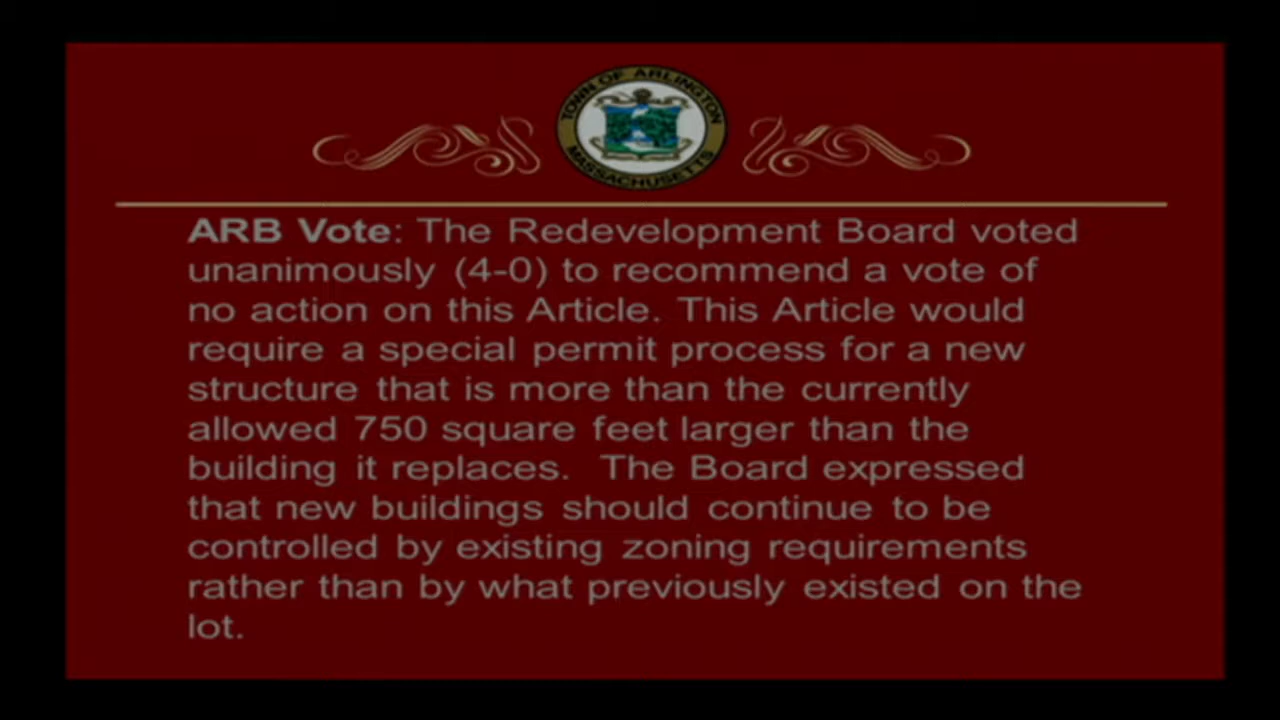 TOWN OF ARLINGTON
MASSACHUSETTS
ARB Vote: The Redevelopment Board voted
unanimously (4-0) to recommend a vote of
no action on this Article. This Article would
require a special permit process for a new
structure that is more than the currently
allowed 750 square feet larger than the
building it replaces. The Board expressed
that new buildings should continue to be
controlled by existing zoning requirements
rather than by what previously existed on the
lot.